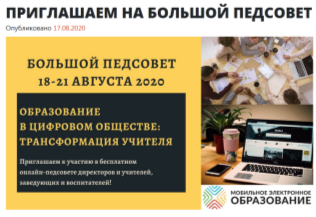 ПРИГЛАШАЕМ НА БОЛЬШОЙ ПЕДСОВЕТ
Опубликовано 17.08.2020
БОЛЬШОЙ ПЕДСОВЕТ
18-21 АВГУСТА 2020
ОБРАЗОВАНИЕ
В ЦИФРОВОМ ОБЩЕСТВЕ:
ТРАНСФОРМАЦИЯ УЧИТЕЛЯ
Приглашаем к участию в бесплатном
онлайн-педсовете директоров и учителей,
заведующих и воспитателей!
МОБИЛЬНОЕ ЭЛЕКТРОННОЕ
ОБРАЗОВАНИЕ